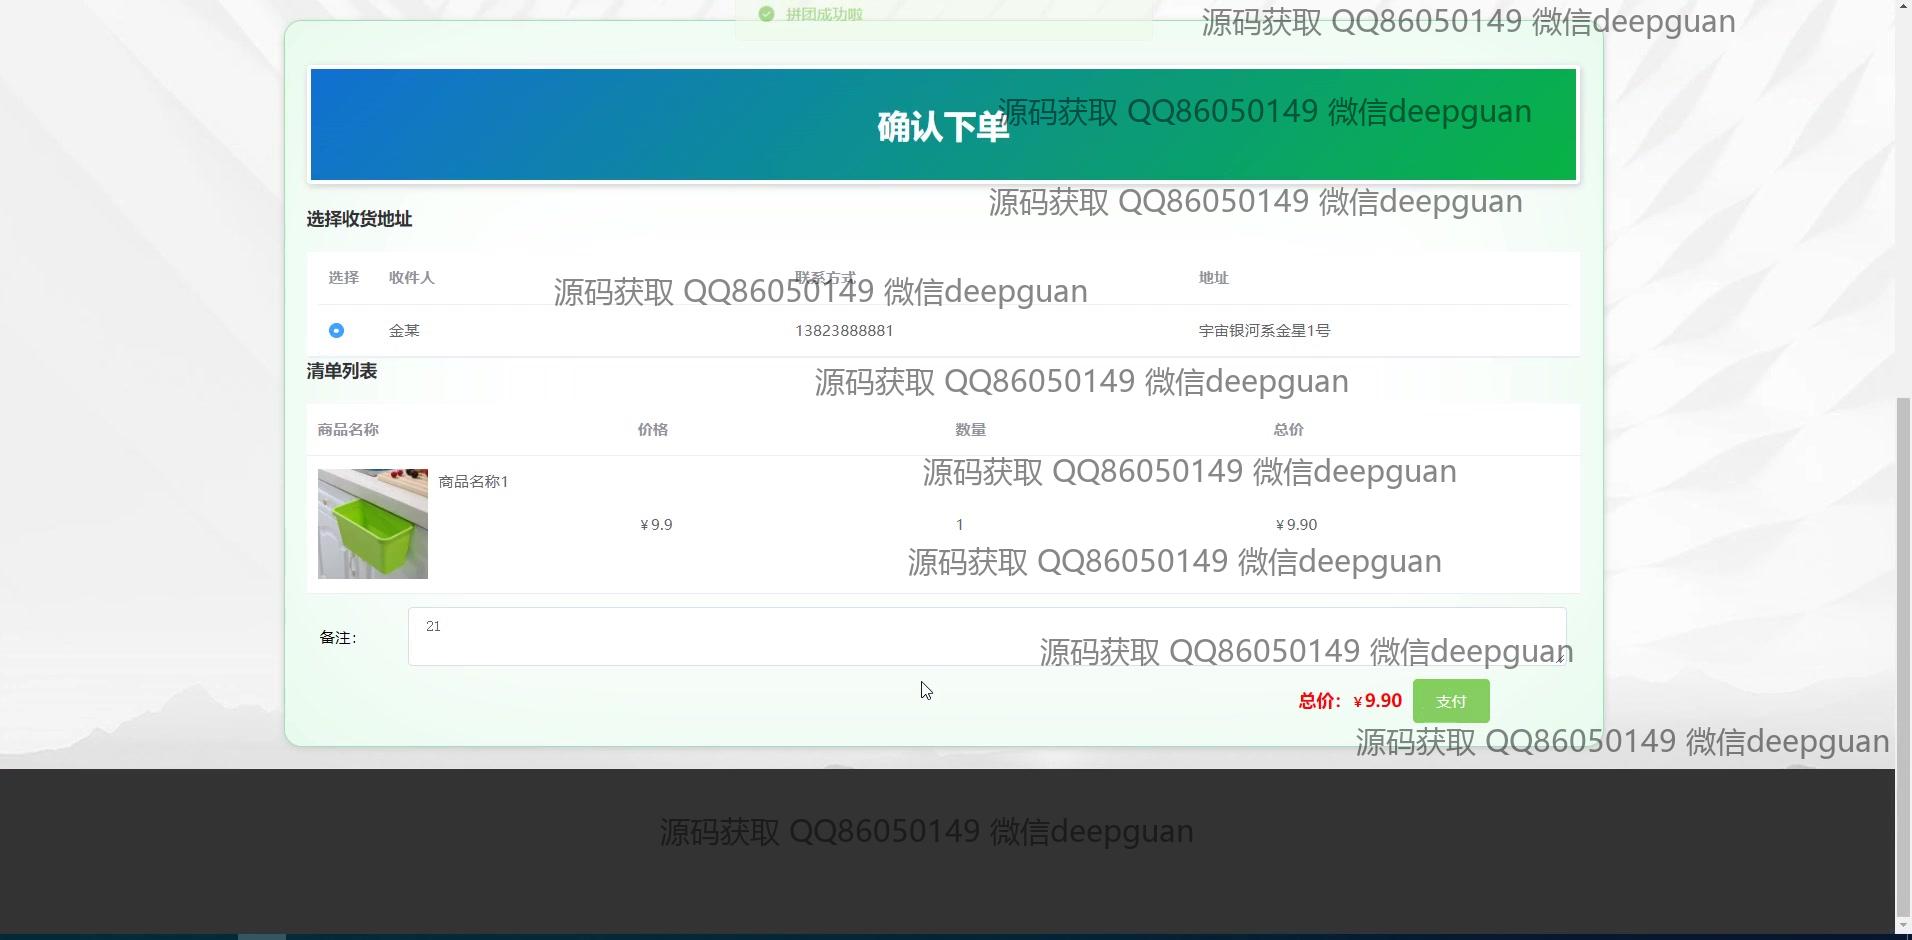 拼团成功啦
源码获取 QQ86050149 微信deepguan
确认下单
源码获取 QQ86050149 微信deepguan
源码获取 QQ86050149 微信deepguan
选择收货地址
选择 收件人 联系方式 地址
源码获取 QQ86050149 微信deepguan
金某 13823888881 宇宙银河系金星1号
清单列表
源码获取 QQ86050149 微信deepguan
商品名称 价格 数量 总价
源码获取 QQ86050149 微信deepguan
商品名称1
¥9.9 1 ¥9.90
源码获取 QQ86050149 微信deepguan
备注: 21
源码获取 QQ86050149 微信deepguan
总价：¥9.90 支付
源码获取 QQ86050149 微信deepguan
源码获取 QQ86050149 微信deepguan